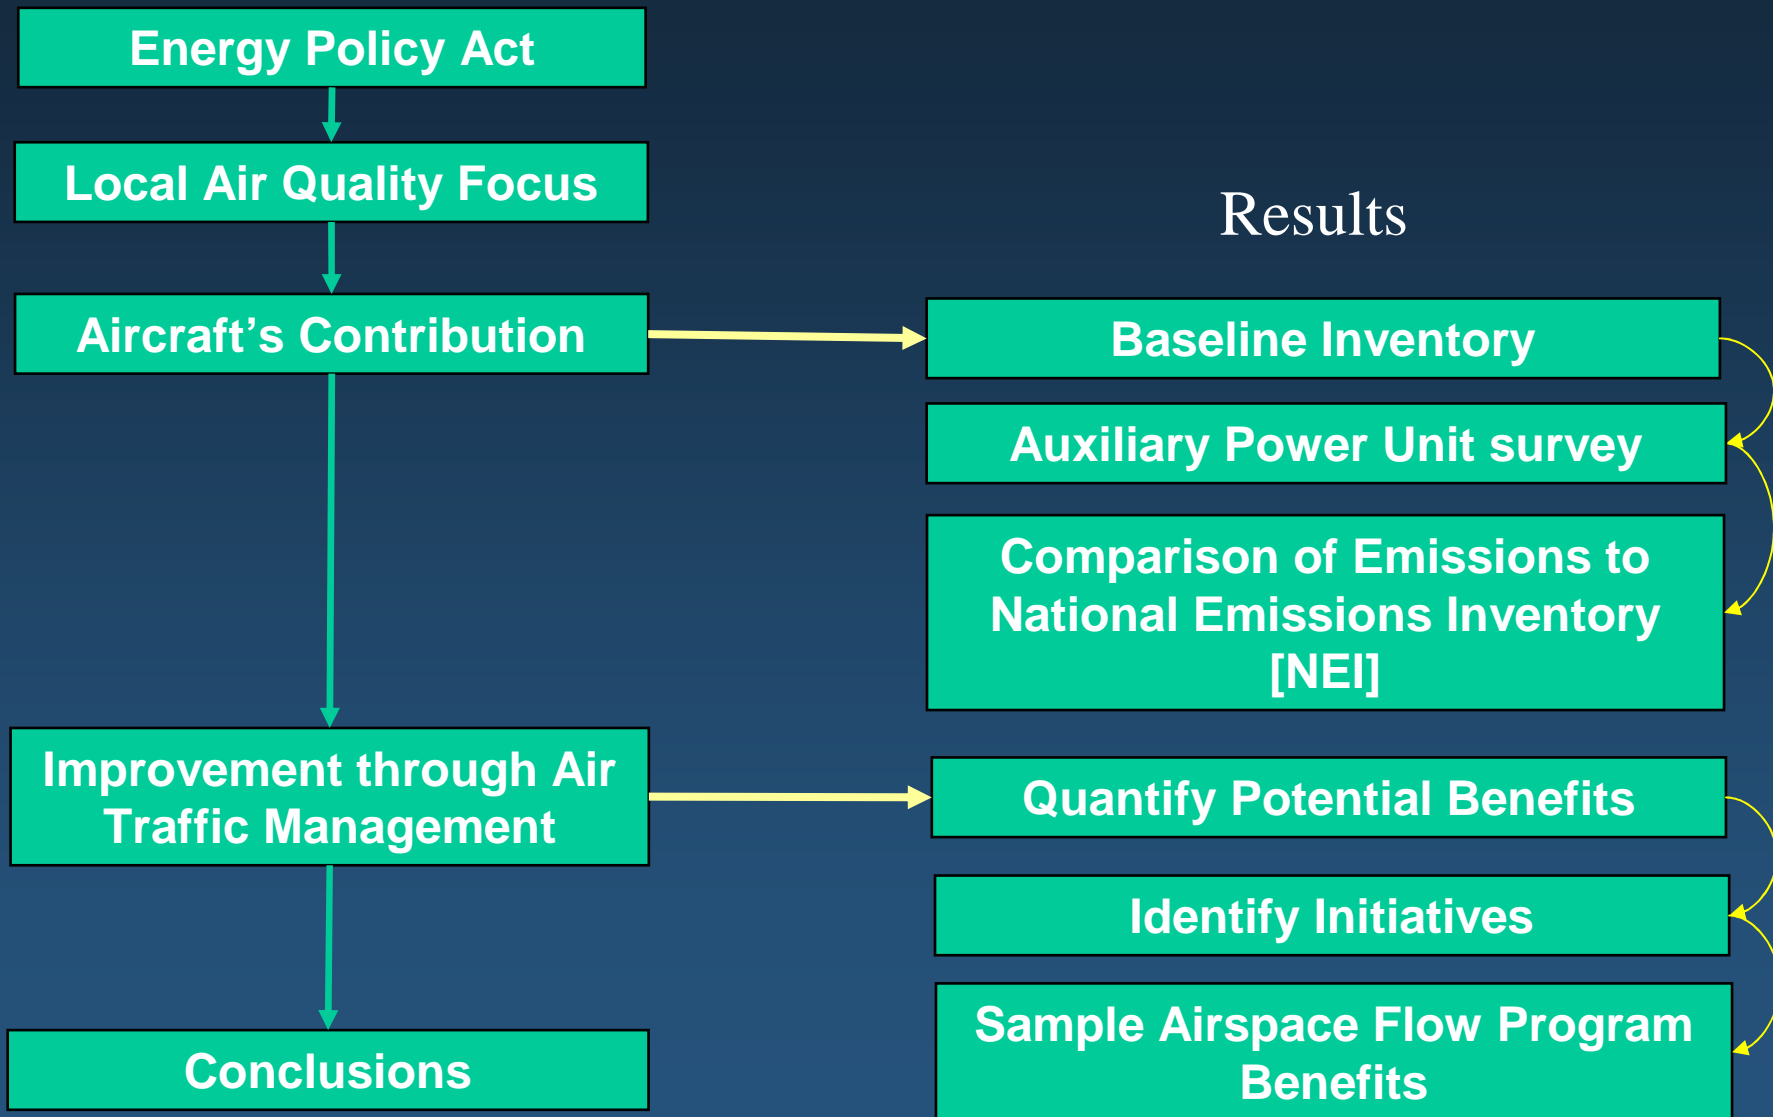 Energy Policy Act
Local Air Quality Focus
Aircraft's Contribution
Improvement through Air
Traffic Management
Conclusions
Results
Baseline Inventory
Auxiliary Power Unit survey
Comparison of Emissions to
National Emissions Inventory
[NEI]
Quantify Potential Benefits
Identify Initiatives
Sample Airspace Flow Program
Benefits